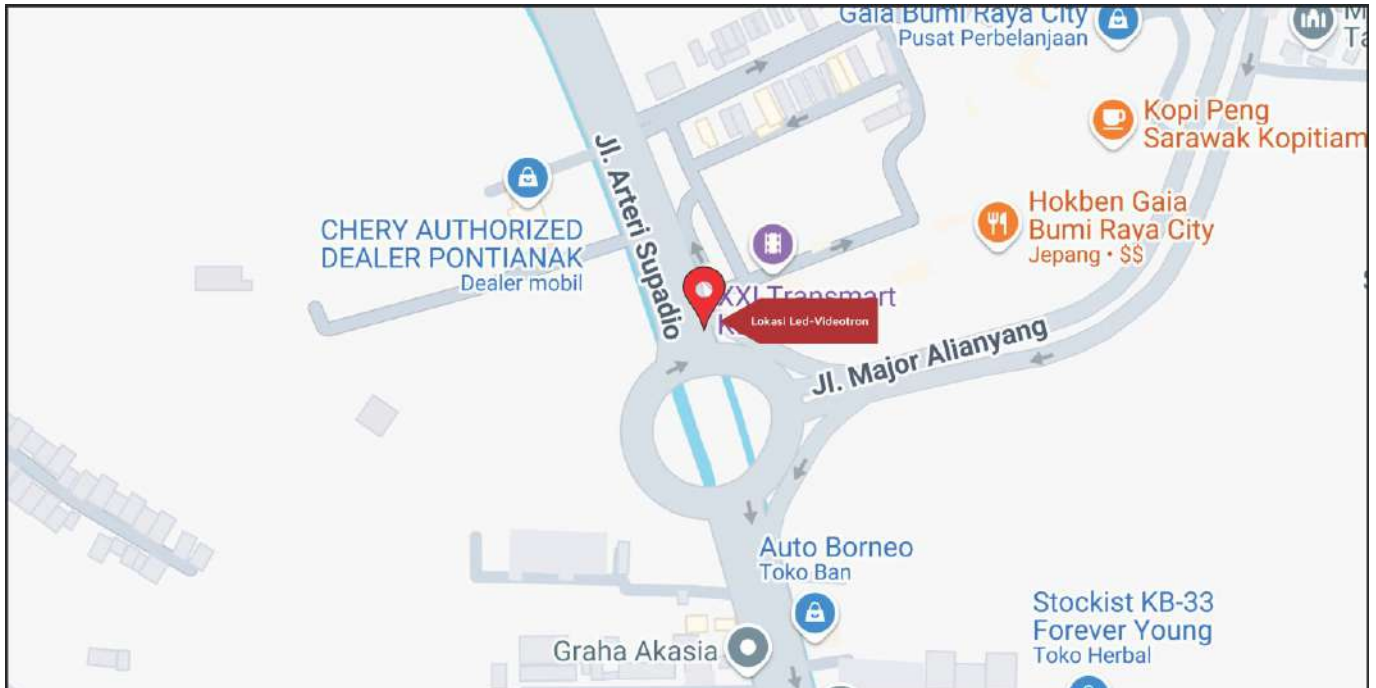 Gaia Bumi Raya City
Pusat Perbelanjaan
M
Ta
Kopi Peng
Sarawak Kopitiam
Jl. Arteri Supadio
CHERY AUTHORIZED
DEALER PONTIANAK
Dealer mobil
Hokben Gaia
Bumi Raya City
Jepang • $$
XXI Transmart
K
Lokasi Led-Videotron
Jl. Major Alianyang
Auto Borneo
Toko Ban
Graha Akasia
Stockist KB-33
Forever Young
Toko Herbal